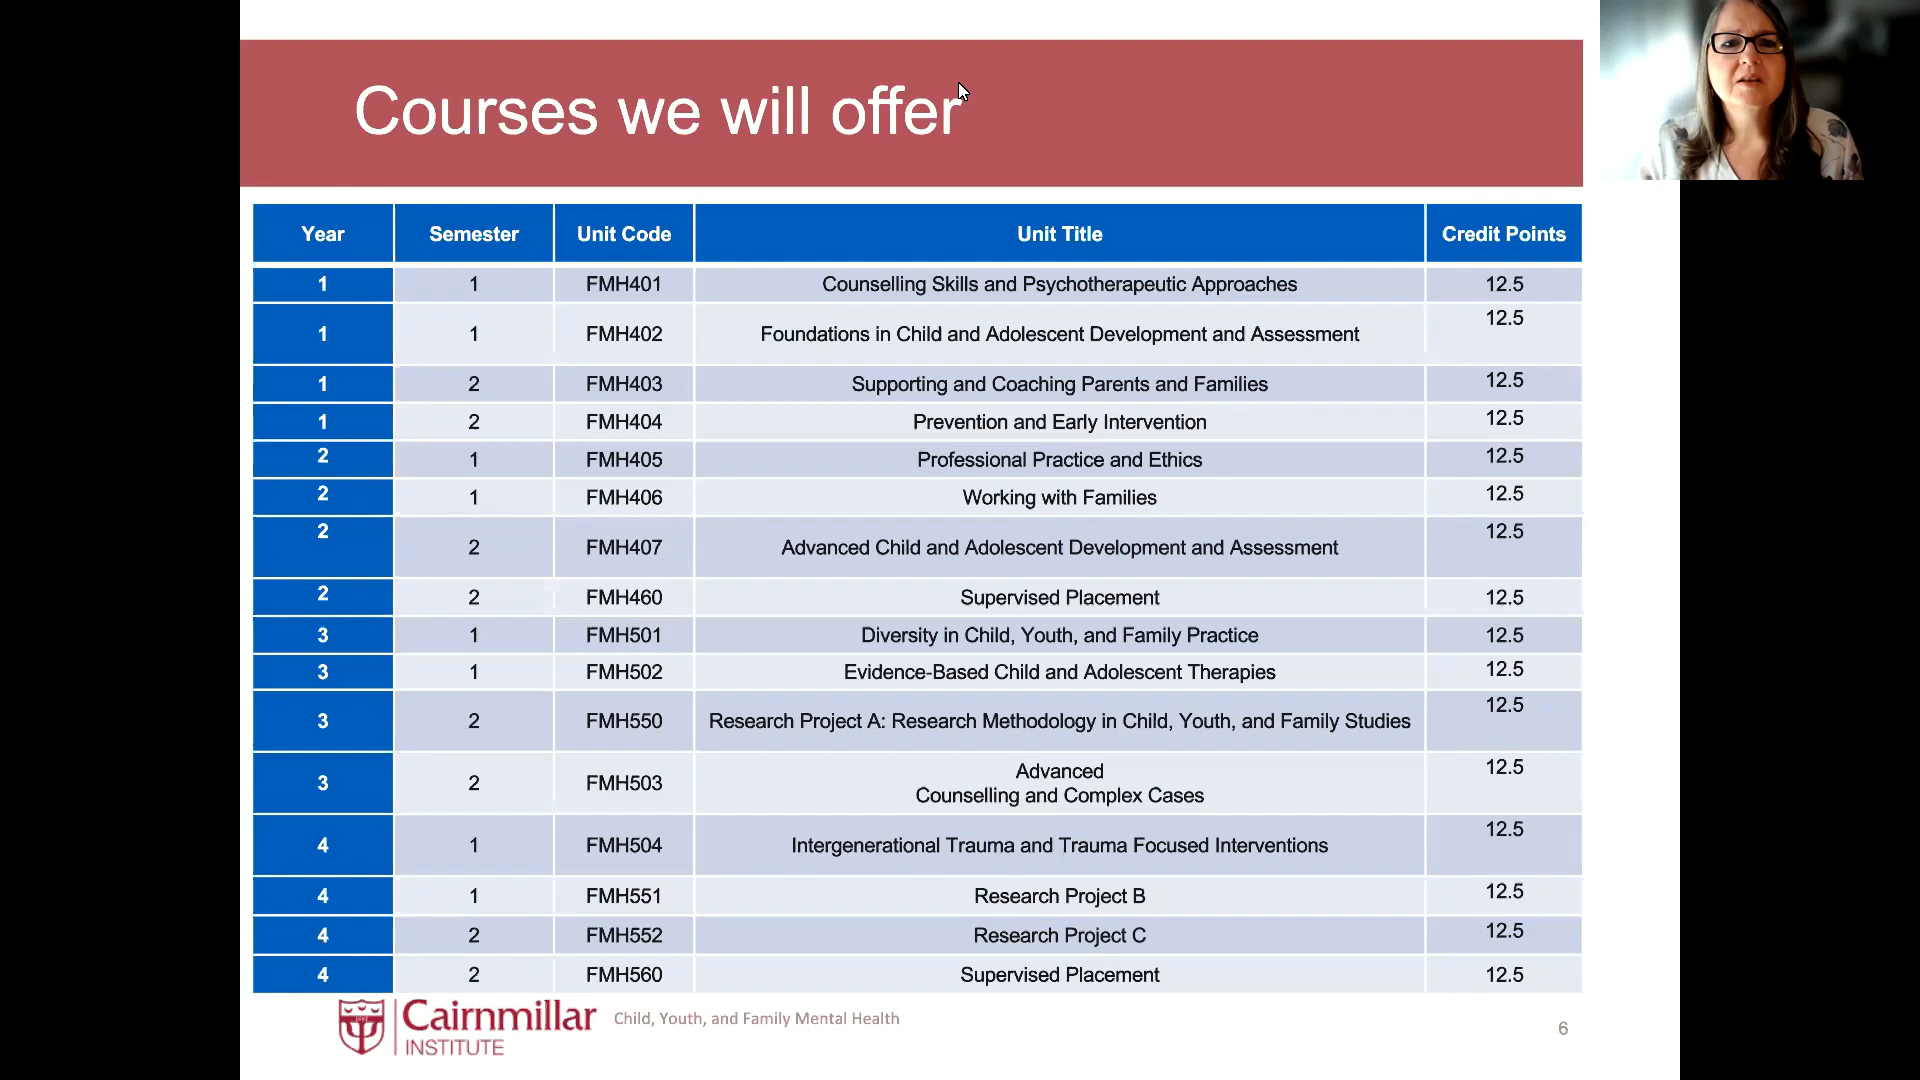 Courses we will offer
Year Semester Unit Code Unit Title Credit Points
1 1 FMH401 Counselling Skills and Psychotherapeutic Approaches 12.5
1 1 FMH402 Foundations in Child and Adolescent Development and Assessment 12.5
1 2 FMH403 Supporting and Coaching Parents and Families 12.5
1 2 FMH404 Prevention and Early Intervention 12.5
2 1 FMH405 Professional Practice and Ethics 12.5
2 1 FMH406 Working with Families 12.5
2 2 FMH407 Advanced Child and Adolescent Development and Assessment 12.5
2 2 FMH460 Supervised Placement 12.5
3 1 FMH501 Diversity in Child, Youth, and Family Practice 12.5
3 1 FMH502 Evidence-Based Child and Adolescent Therapies 12.5
3 2 FMH550 Research Project A: Research Methodology in Child, Youth, and Family Studies 12.5
3 2 FMH503 Advanced
Counselling and Complex Cases 12.5
4 1 FMH504 Intergenerational Trauma and Trauma Focused Interventions 12.5
4 1 FMH551 Research Project B 12.5
4 2 FMH552 Research Project C 12.5
4 2 FMH560 Supervised Placement 12.5
Cairnmillar
INSTITUTE
Child, Youth, and Family Mental Health
6